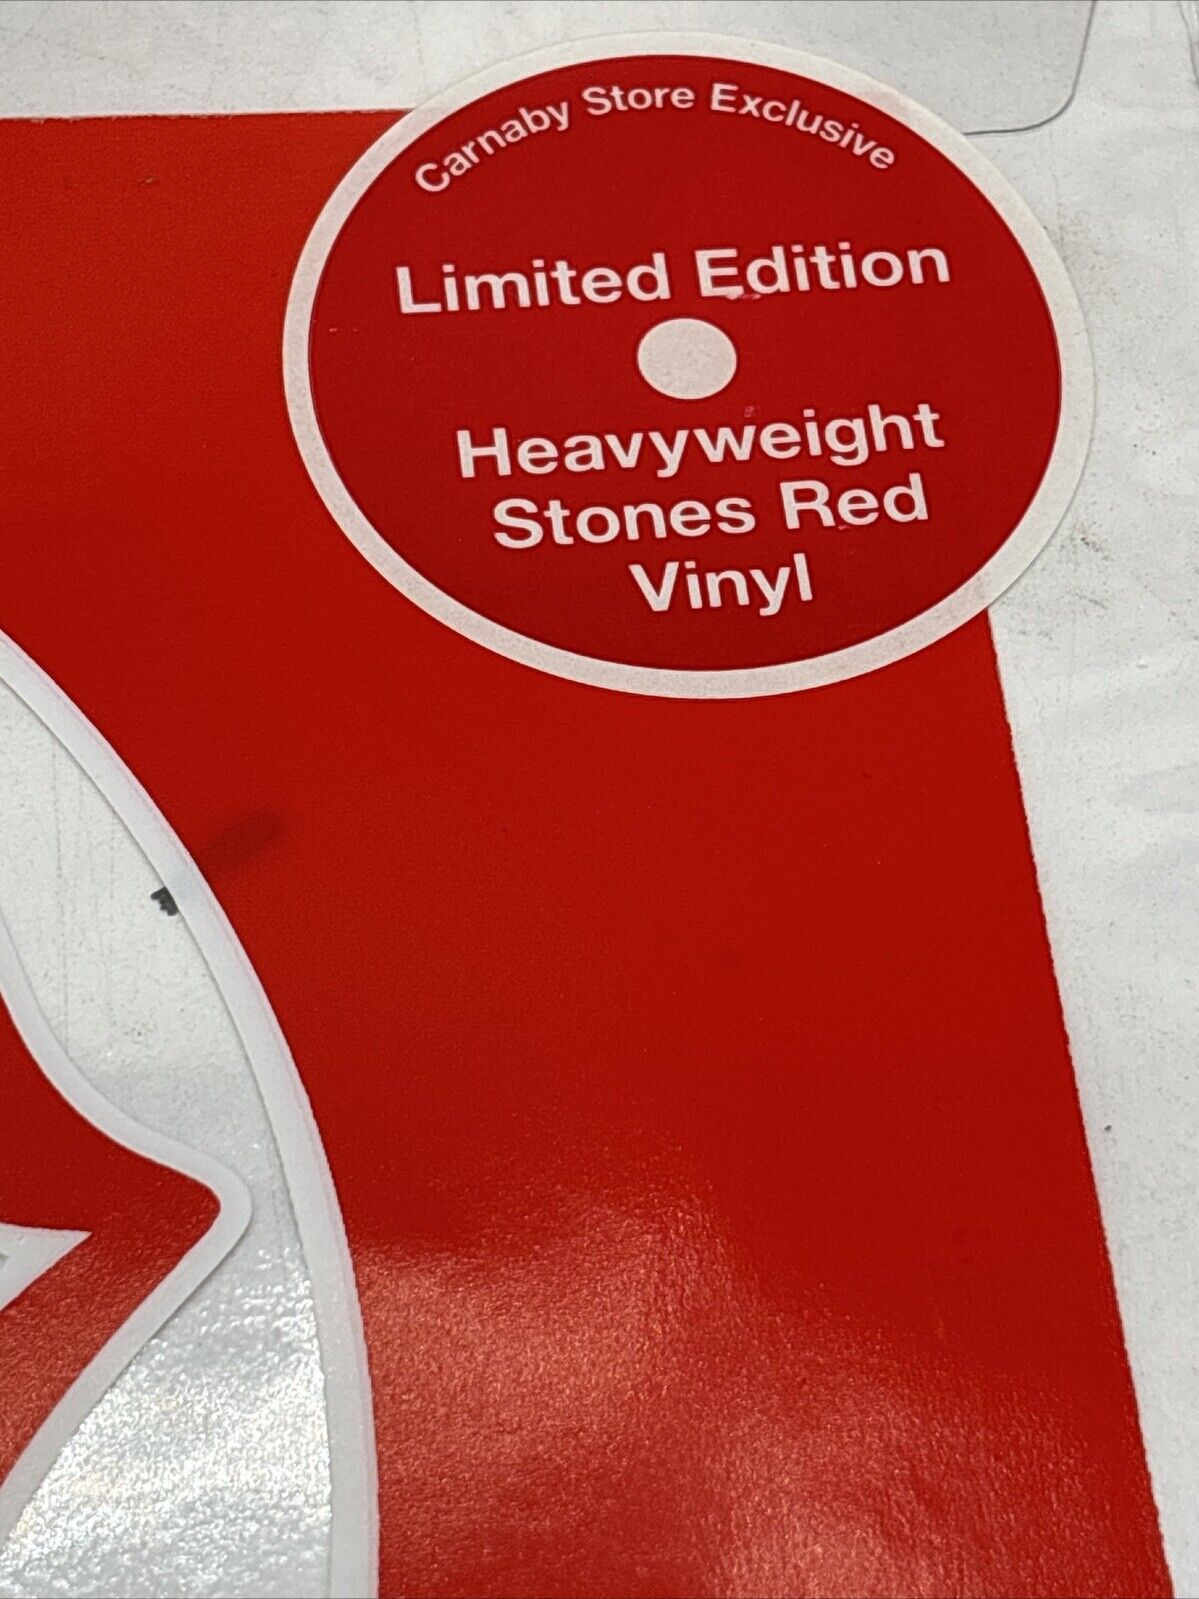 Carnaby Store Exclusive
Limited Edition
Heavyweight
Stones Red
Vinyl